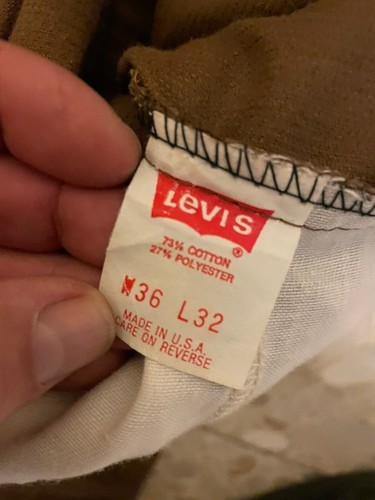 Levi's
®
73% COTTON
27% POLYESTER
W36 L32
MADE IN U.S.A.
CARE ON REVERSE